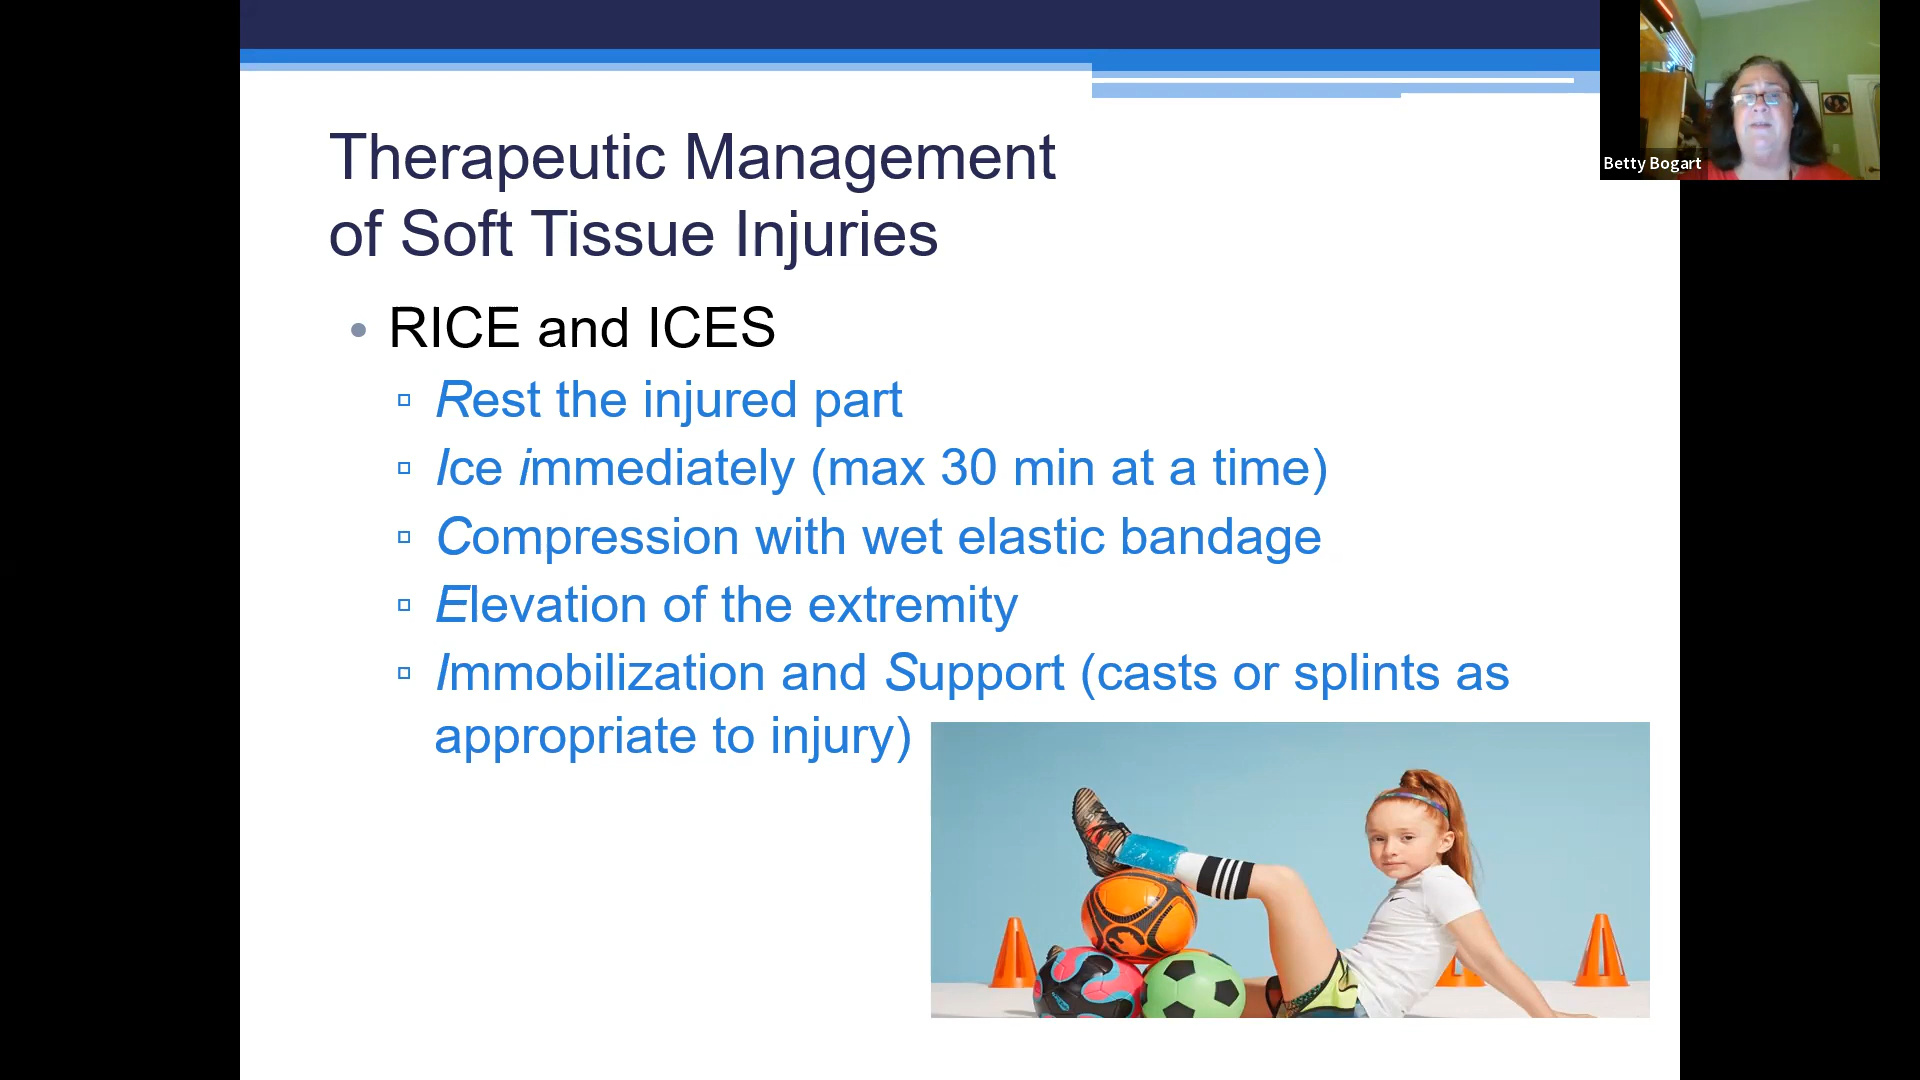 Therapeutic Management
of Soft Tissue Injuries
• RICE and ICES
▫ Rest the injured part
▫ Ice immediately (max 30 min at a time)
▫ Compression with wet elastic bandage
▫ Elevation of the extremity
▫ Immobilization and Support (casts or splints as
appropriate to injury)
Betty Bogart